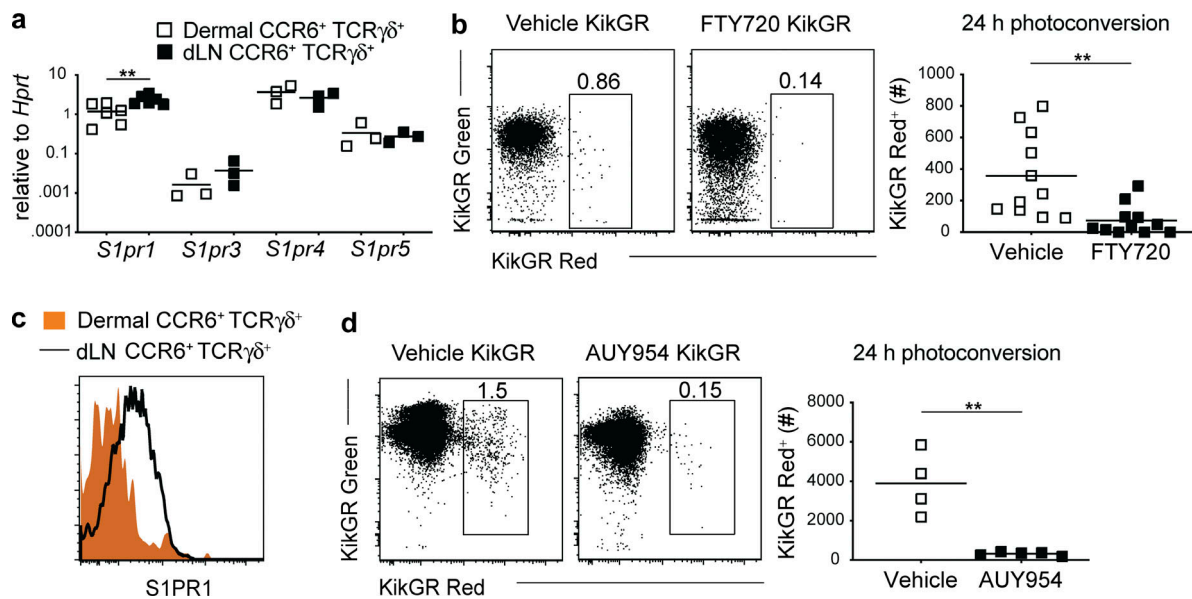 a
Dermal CCR6⁺ TCRγδ⁺
dLN CCR6⁺ TCRγδ⁺
**
relative to Hprt
10
1
0.1
.001
.0001
S1pr1
S1pr3
S1pr4
S1pr5
b
Vehicle KikGR
FTY720 KikGR
0.86
0.14
KikGR Green
KikGR Red
24 h photoconversion
**
KikGR Red⁺ (#)
1000
800
600
400
200
0
Vehicle
FTY720
c
Dermal CCR6⁺ TCRγδ⁺
dLN CCR6⁺ TCRγδ⁺
S1PR1
d
Vehicle KikGR
AUY954 KikGR
1.5
0.15
KikGR Green
KikGR Red
24 h photoconversion
**
KikGR Red⁺ (#)
8000
6000
4000
2000
0
Vehicle
AUY954